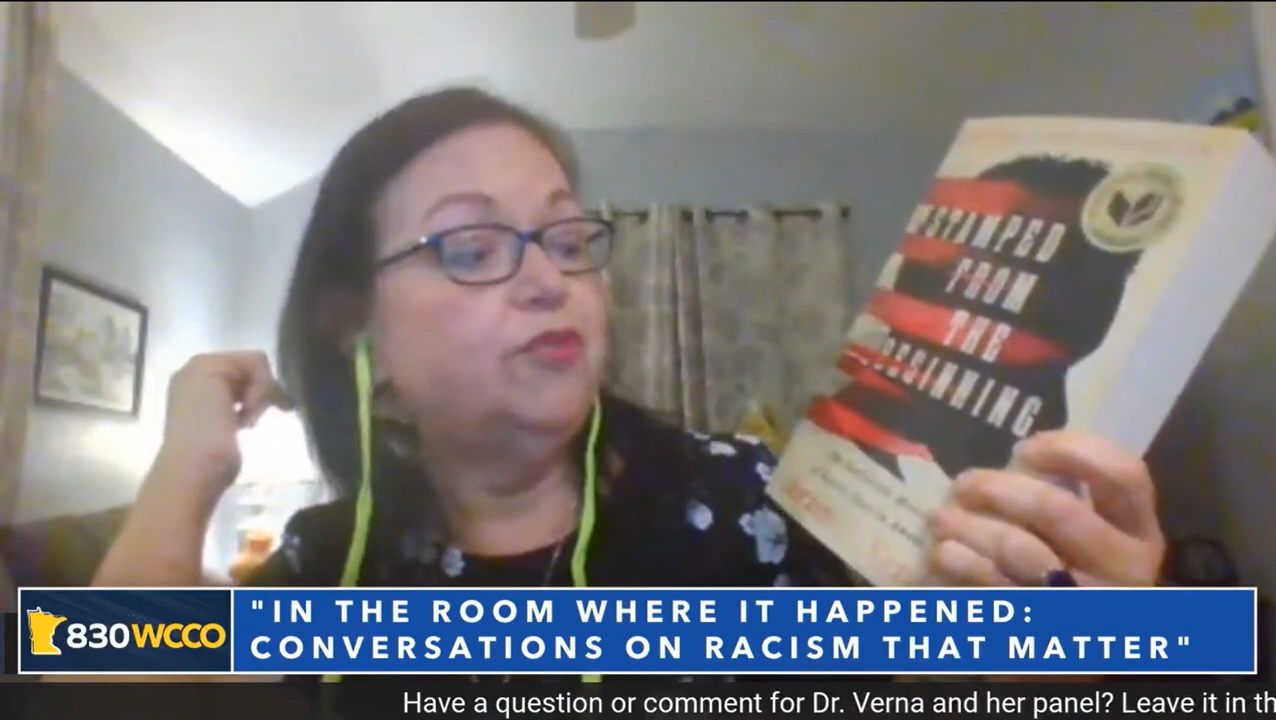 STAMPED
FROM
THE
BEGINNING
830WCCO
"IN THE ROOM WHERE IT HAPPENED:
CONVERSATIONS ON RACISM THAT MATTER"
Have a question or comment for Dr. Verna and her panel? Leave it in th